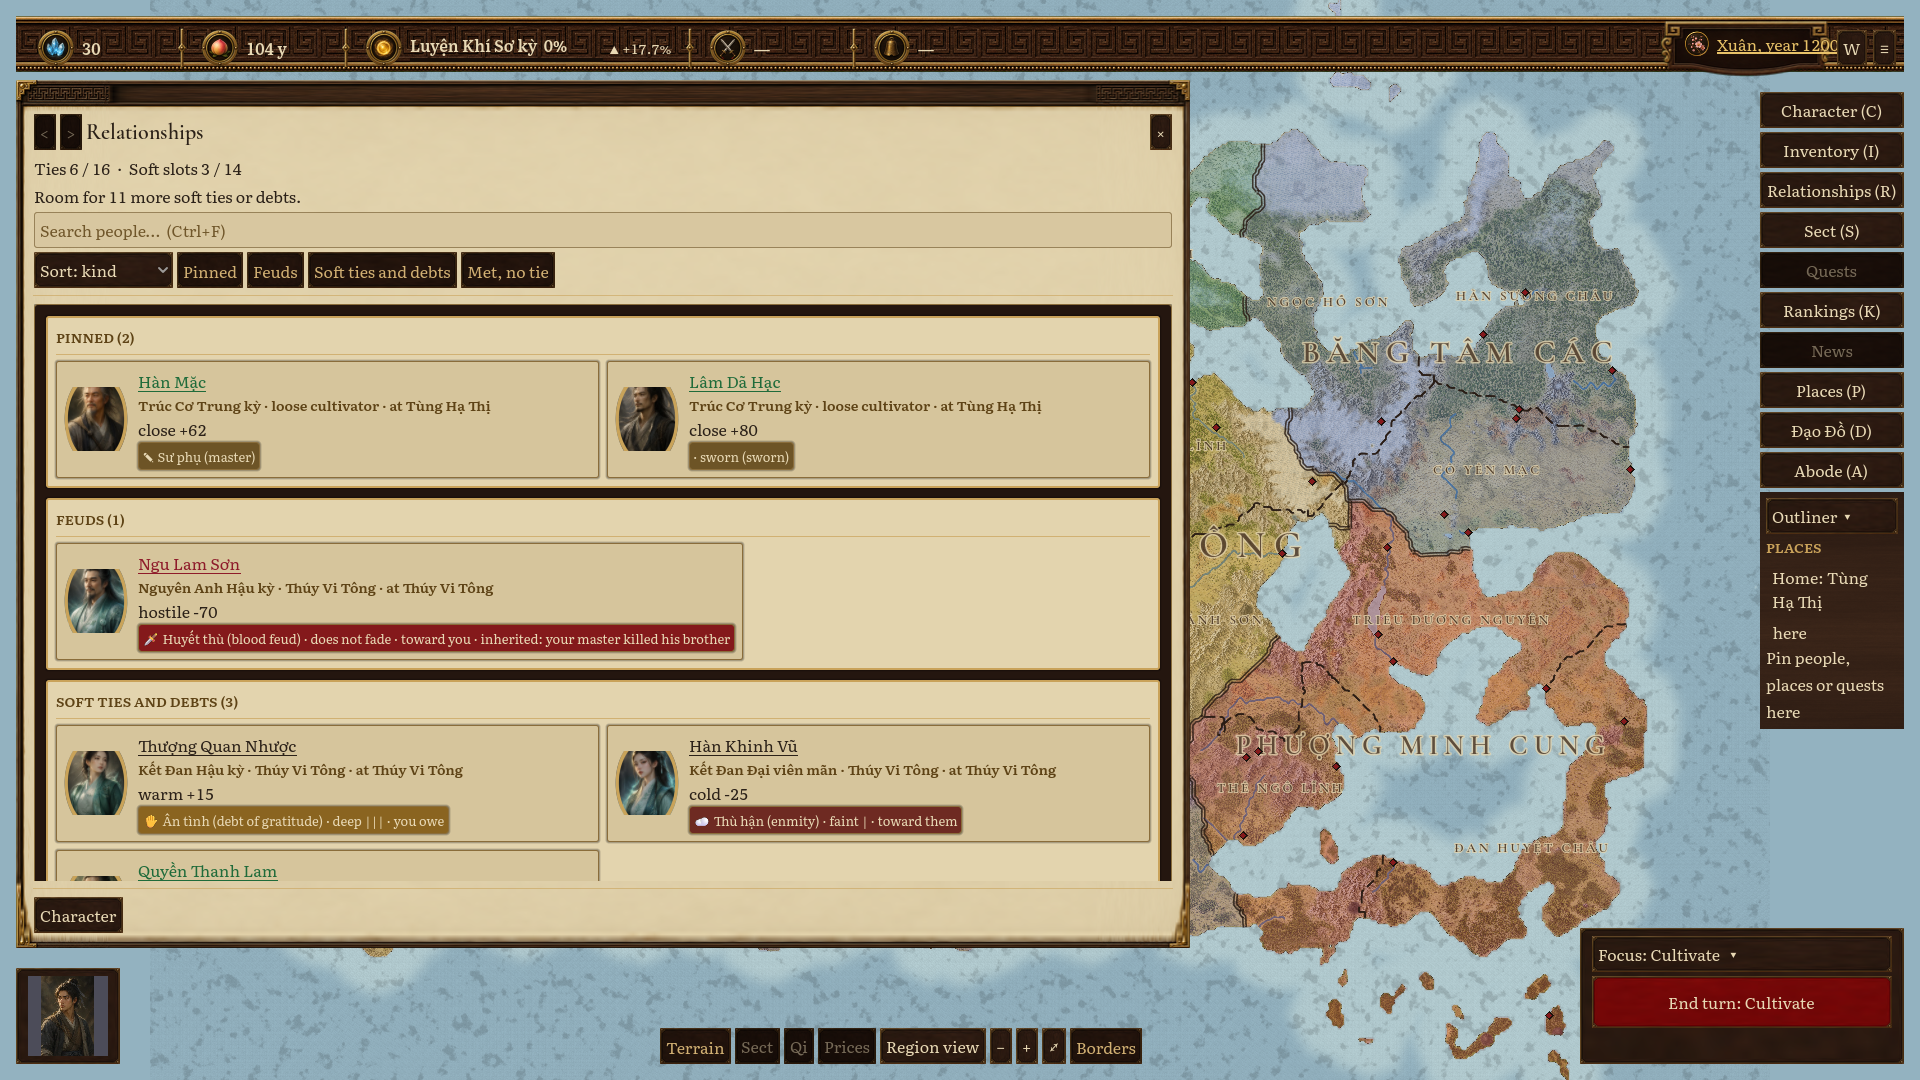 30
104 y
Luyện Khí Sơ kỳ 0%
▲ +17.7%
—
—
Xuân, year 1200
W
≡
< > Relationships
×
Ties 6 / 16 · Soft slots 3 / 14
Room for 11 more soft ties or debts.
Search people... (Ctrl+F)
Sort: kind
Pinned
Feuds
Soft ties and debts
Met, no tie
PINNED (2)
Hàn Mặc
Trúc Cơ Trung kỳ · loose cultivator · at Tùng Hạ Thị
close +62
Sư phụ (master)
Lâm Dã Hạc
Trúc Cơ Trung kỳ · loose cultivator · at Tùng Hạ Thị
close +80
· sworn (sworn)
FEUDS (1)
Ngu Lam Sơn
Nguyên Anh Hậu kỳ · Thúy Vi Tông · at Thúy Vi Tông
hostile -70
Huyết thù (blood feud) · does not fade · toward you · inherited: your master killed his brother
SOFT TIES AND DEBTS (3)
Thượng Quan Nhược
Kết Đan Hậu kỳ · Thúy Vi Tông · at Thúy Vi Tông
warm +15
Ân tình (debt of gratitude) · deep ||| · you owe
Hàn Khinh Vũ
Kết Đan Đại viên mãn · Thúy Vi Tông · at Thúy Vi Tông
cold -25
Thù hận (enmity) · faint | · toward them
Quyền Thanh Lam
Character
NGỌC HỒ SƠN
HÀN SƯƠNG CHÂU
BĂNG TÂM CÁC
LĨNH
CÔ YÊN MẠC
ÔNG
ANH SƠN
TRIỀU DƯƠNG NGUYÊN
PHƯỢNG MINH CUNG
THÊ NGÔ LĨNH
ĐAN HUYỆT CHÂU
Character (C)
Inventory (I)
Relationships (R)
Sect (S)
Quests
Rankings (K)
News
Places (P)
Đạo Đồ (D)
Abode (A)
Outliner ▾
PLACES
Home: Tùng
Hạ Thị
here
Pin people,
places or quests
here
Focus: Cultivate ▾
End turn: Cultivate
Terrain
Sect
Qi
Prices
Region view
−
+
⤢
Borders